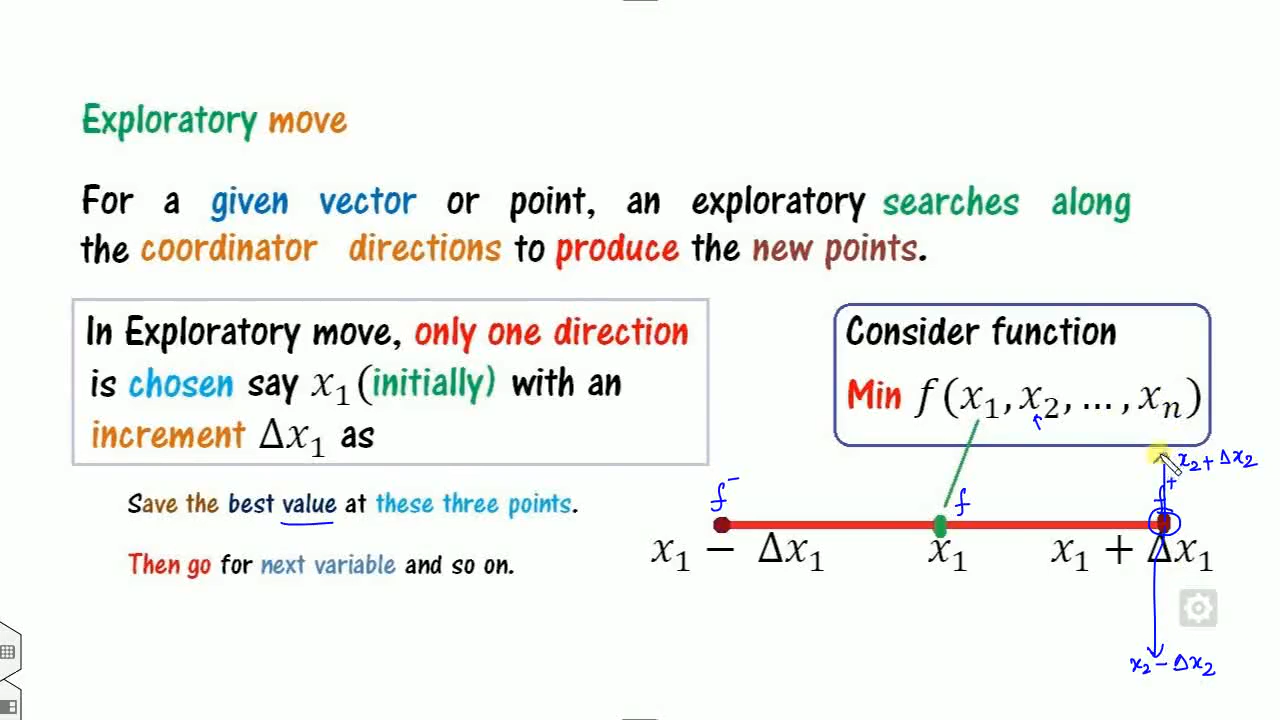 Exploratory move
For a given vector or point, an exploratory searches along
the coordinator directions to produce the new points.
In Exploratory move, only one direction
is chosen say x₁ (initially) with an
increment Δx₁ as
Consider function
Min f(x₁, x₂, ..., xₙ)
Save the best value at these three points.
Then go for next variable and so on.
x₂ + Δx₂
f⁻
f
f⁺
x₁ − Δx₁
x₁
x₁ + Δx₁
x₂ − Δx₂